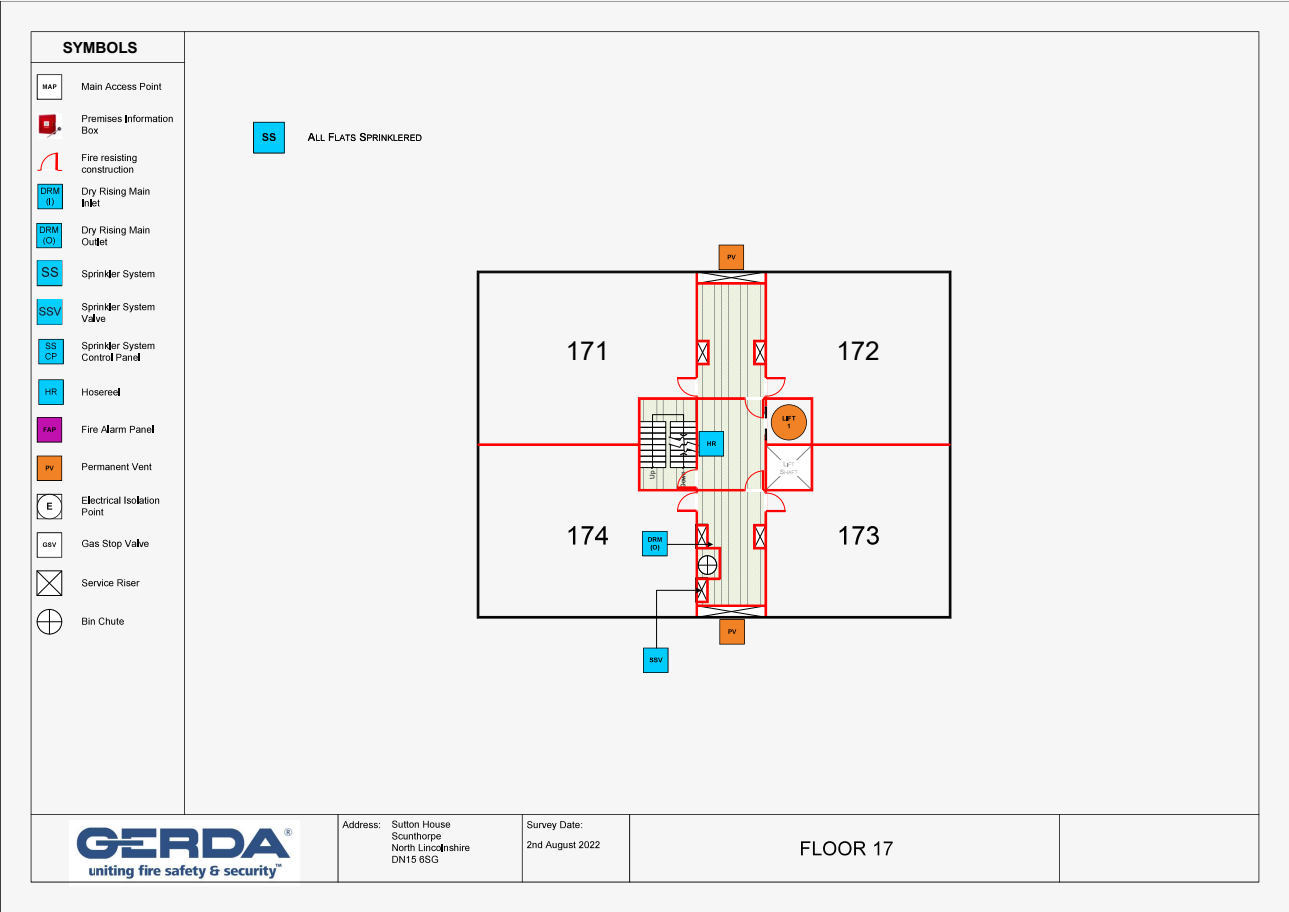 SYMBOLS
MAP
Main Access Point
Premises Information
Box
Fire resisting
construction
DRM
(I)
Dry Rising Main
Inlet
DRM
(O)
Dry Rising Main
Outlet
SS
Sprinkler System
SSV
Sprinkler System
Valve
SS
CP
Sprinkler System
Control Panel
HR
Hosereel
FAP
Fire Alarm Panel
PV
Permanent Vent
E
Electrical Isolation
Point
GSV
Gas Stop Valve
Service Riser
Bin Chute
SS
ALL FLATS SPRINKLERED
PV
171
172
LIFT
1
HR
LIFT
SHAFT
Up
Down
174
173
DRM
(O)
PV
SSV
GERDA®
uniting fire safety & security™
Address: Sutton House
Scunthorpe
North Lincolnshire
DN15 6SG
Survey Date:
2nd August 2022
FLOOR 17